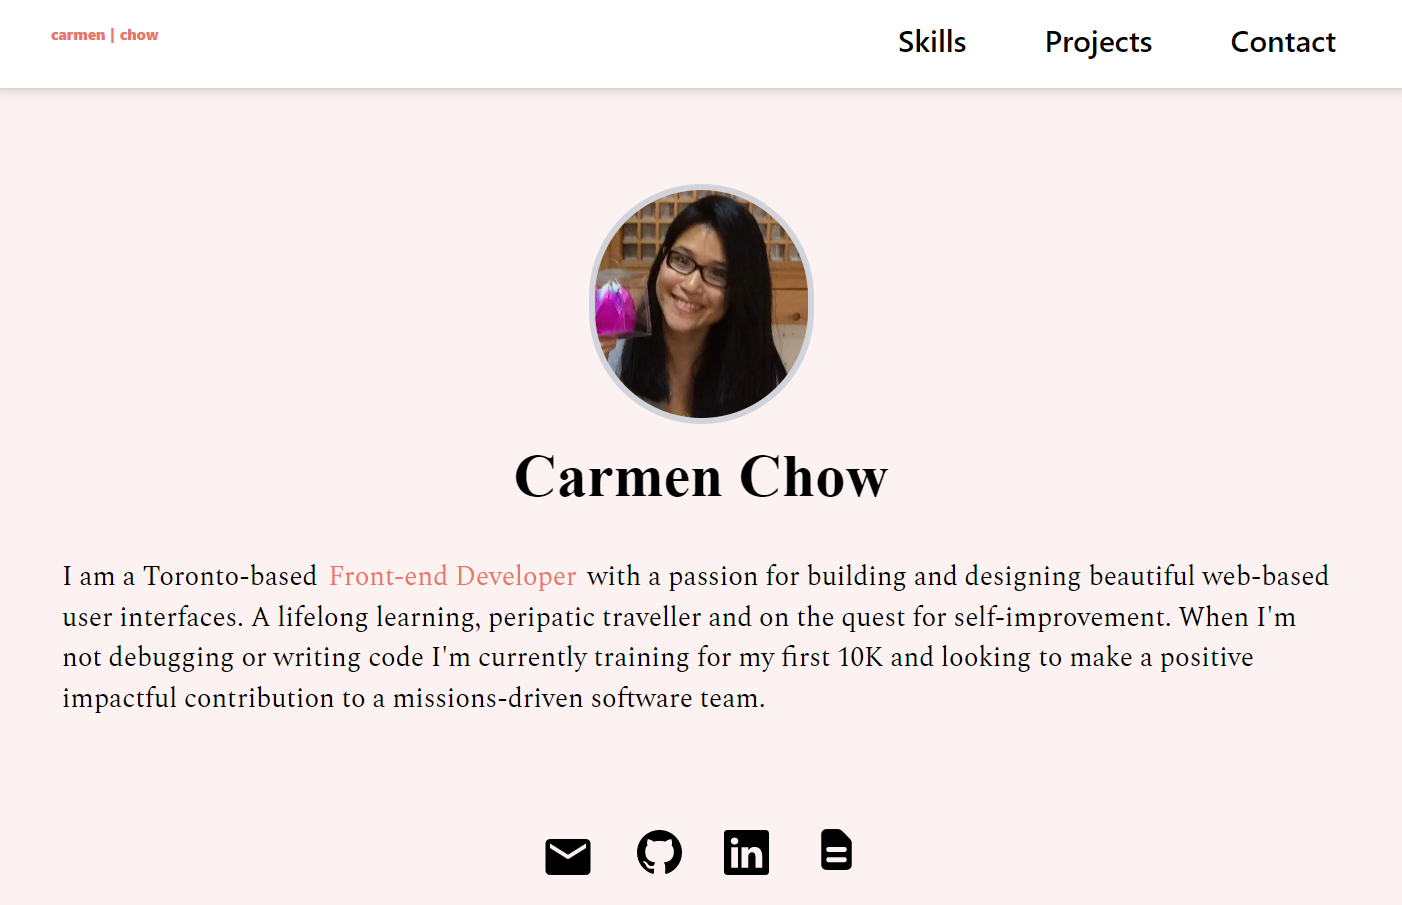 carmen | chow
Skills Projects Contact
Carmen Chow
I am a Toronto-based Front-end Developer with a passion for building and designing beautiful web-based
user interfaces. A lifelong learning, peripatic traveller and on the quest for self-improvement. When I'm
not debugging or writing code I'm currently training for my first 10K and looking to make a positive
impactful contribution to a missions-driven software team.
in